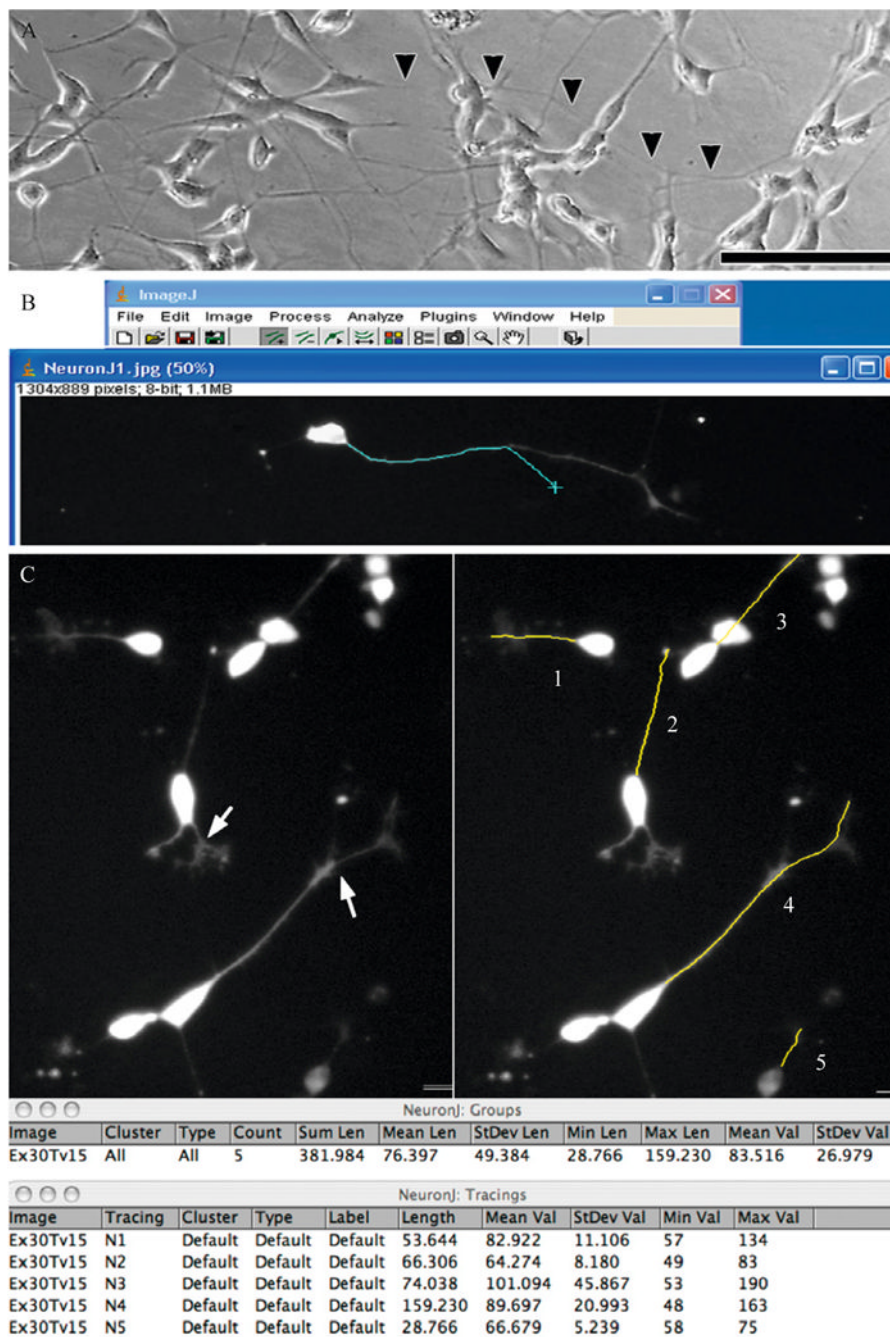 A
B
ImageJ
File Edit Image Process Analyze Plugins Window Help
NeuronJ1.jpg (50%)
1304x889 pixels; 8-bit; 1.1MB
C
3
1
2
4
5
NeuronJ: Groups
Image Cluster Type Count Sum Len Mean Len StDev Len Min Len Max Len Mean Val StDev Val
Ex30Tv15 All All 5 381.984 76.397 49.384 28.766 159.230 83.516 26.979
NeuronJ: Tracings
Image Tracing Cluster Type Label Length Mean Val StDev Val Min Val Max Val
Ex30Tv15 N1 Default Default Default 53.644 82.922 11.106 57 134
Ex30Tv15 N2 Default Default Default 66.306 64.274 8.180 49 83
Ex30Tv15 N3 Default Default Default 74.038 101.094 45.867 53 190
Ex30Tv15 N4 Default Default Default 159.230 89.697 20.993 48 163
Ex30Tv15 N5 Default Default Default 28.766 66.679 5.239 58 75